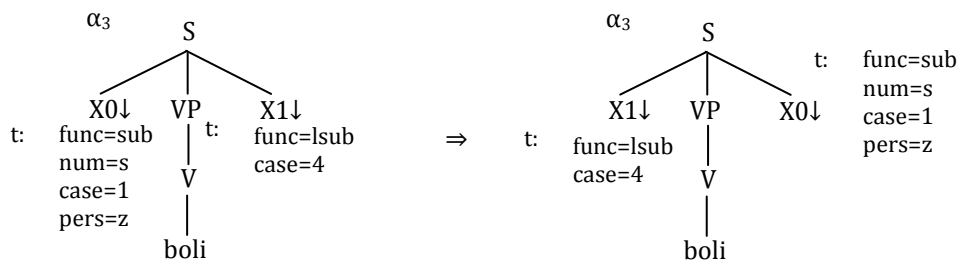 α₃
S
X0↓ VP X1↓
t: func=sub
num=s
case=1
pers=z
t: func=lsub
case=4
V
boli
⇒
α₃
S
X1↓ VP X0↓
t: func=lsub
case=4
t: func=sub
num=s
case=1
pers=z
V
boli